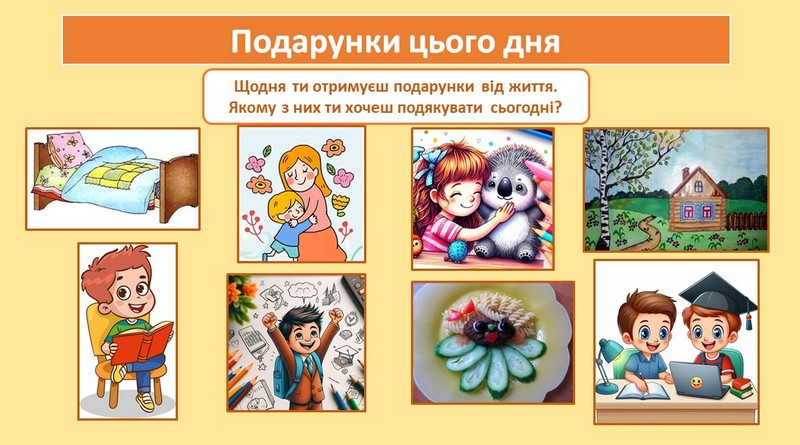 Подарунки цього дня
Щодня ти отримуєш подарунки від життя.
Якому з них ти хочеш подякувати сьогодні?